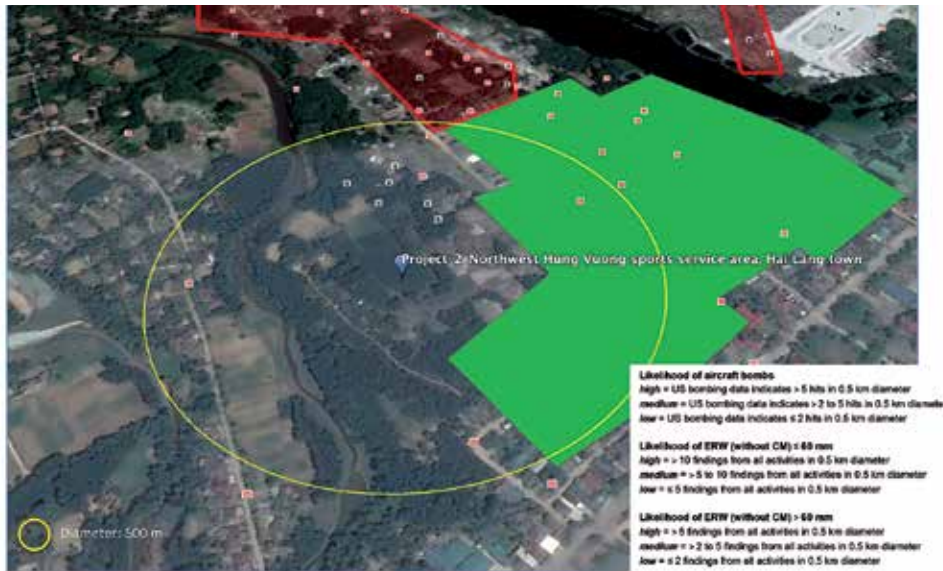 Project 2: Northwest Hung Vuong sports service area, Hai Lang town
Likelihood of aircraft bombs
high = US bombing data indicates > 5 hits in 0.5 km diameter
medium = US bombing data indicates > 2 to 5 hits in 0.5 km diamete
low = US bombing data indicates ≤ 2 hits in 0.5 km diameter
Likelihood of ERW (without CM) ≤ 60 mm
high = > 10 findings from all activities in 0.5 km diameter
medium = > 5 to 10 findings from all activities in 0.5 km diameter
low = ≤ 5 findings from all activities in 0.5 km diameter
Likelihood of ERW (without CM) > 60 mm
high = > 5 findings from all activities in 0.5 km diameter
medium = > 2 to 5 findings from all activities in 0.5 km diameter
low = ≤ 2 findings from all activities in 0.5 km diameter
Diameter: 500 m